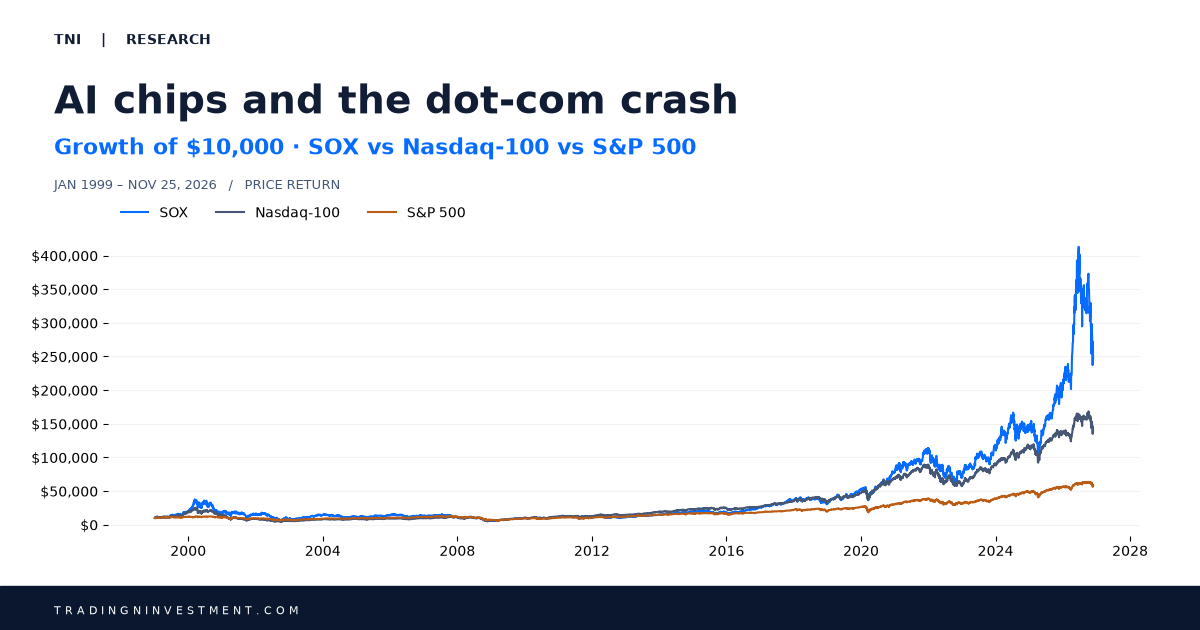 TNI | RESEARCH
AI chips and the dot-com crash
Growth of $10,000 · SOX vs Nasdaq-100 vs S&P 500
JAN 1999 – NOV 25, 2026 / PRICE RETURN
SOX Nasdaq-100 S&P 500
$400,000
$350,000
$300,000
$250,000
$200,000
$150,000
$100,000
$50,000
$0
2000 2004 2008 2012 2016 2020 2024 2028
TRADINGNINVESTMENT.COM